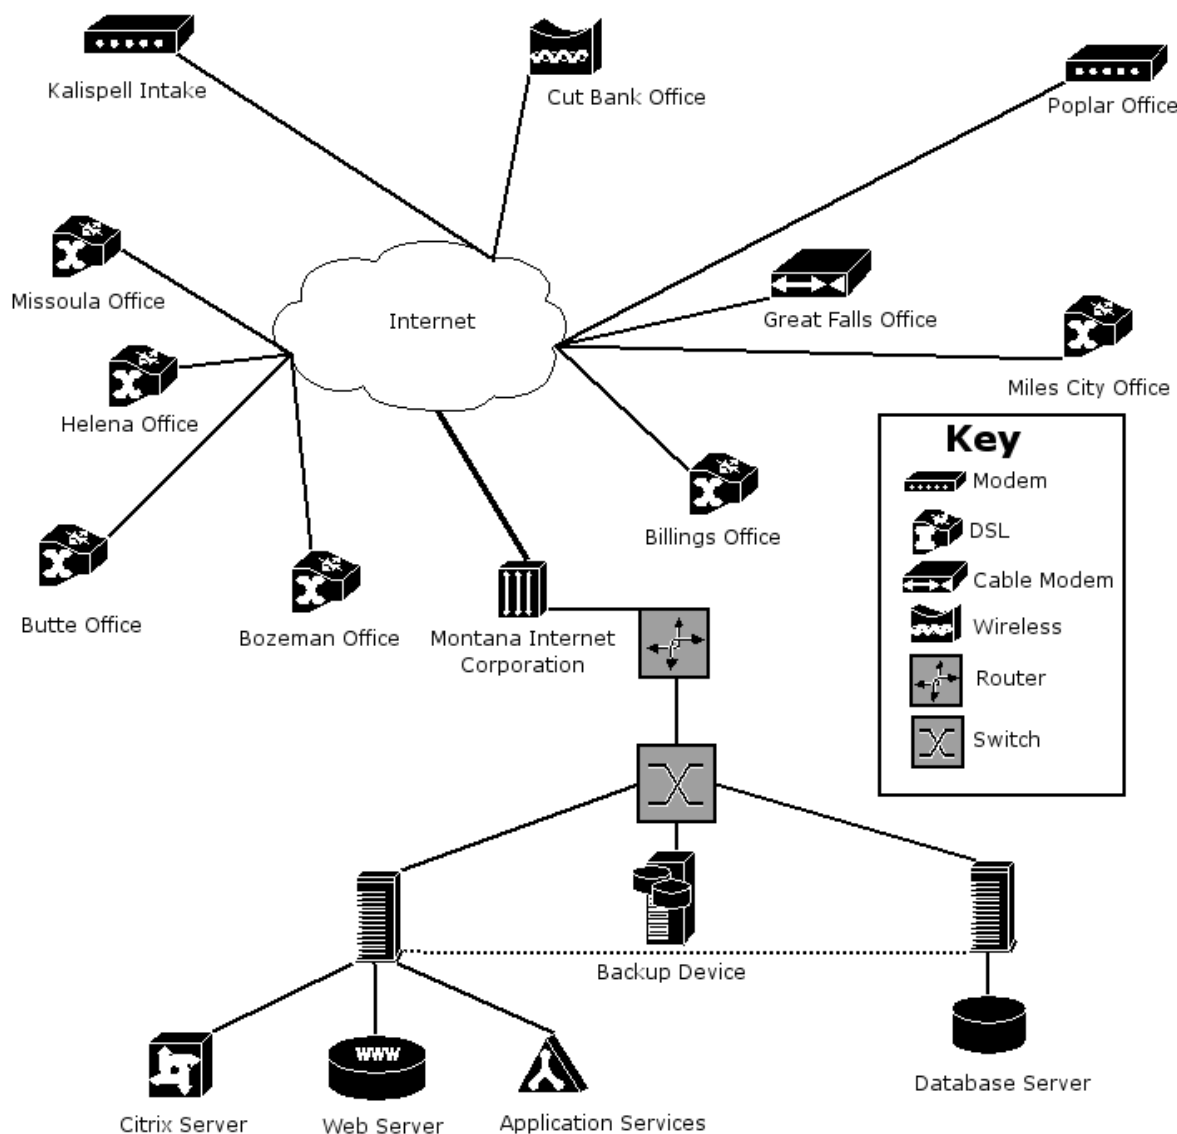 Kalispell Intake
Cut Bank Office
Poplar Office
Missoula Office
Internet
Great Falls Office
Helena Office
Miles City Office
Butte Office
Bozeman Office
Billings Office
Montana Internet
Corporation
Key
Modem
DSL
Cable Modem
Wireless
Router
Switch
Backup Device
Citrix Server
WWW
Web Server
Application Services
Database Server